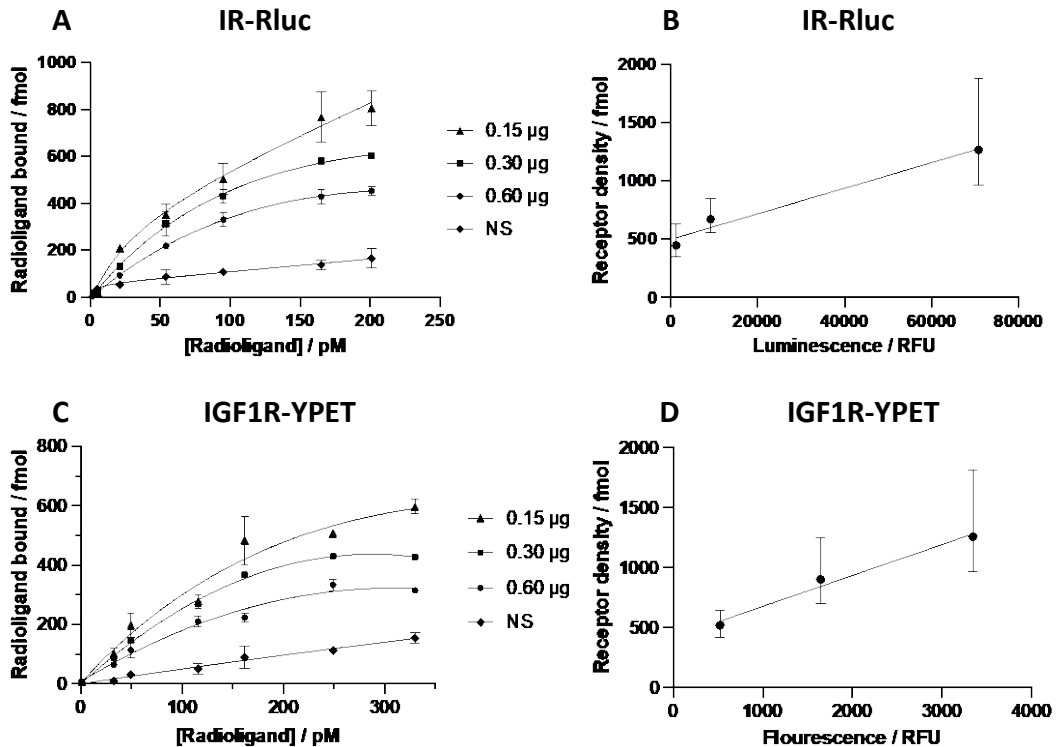 A
IR-Rluc
Radioligand bound / fmol
1000
800
600
400
200
0
0 50 100 150 200 250
[Radioligand] / pM
0.15 µg
0.30 µg
0.60 µg
NS
B
IR-Rluc
Receptor density / fmol
2000
1500
1000
500
0
0 20000 40000 60000 80000
Luminescence / RFU
C
IGF1R-YPET
Radioligand bound / fmol
800
600
400
200
0
0 100 200 300
[Radioligand] / pM
0.15 µg
0.30 µg
0.60 µg
NS
D
IGF1R-YPET
Receptor density / fmol
2000
1500
1000
500
0
0 1000 2000 3000 4000
Flourescence / RFU